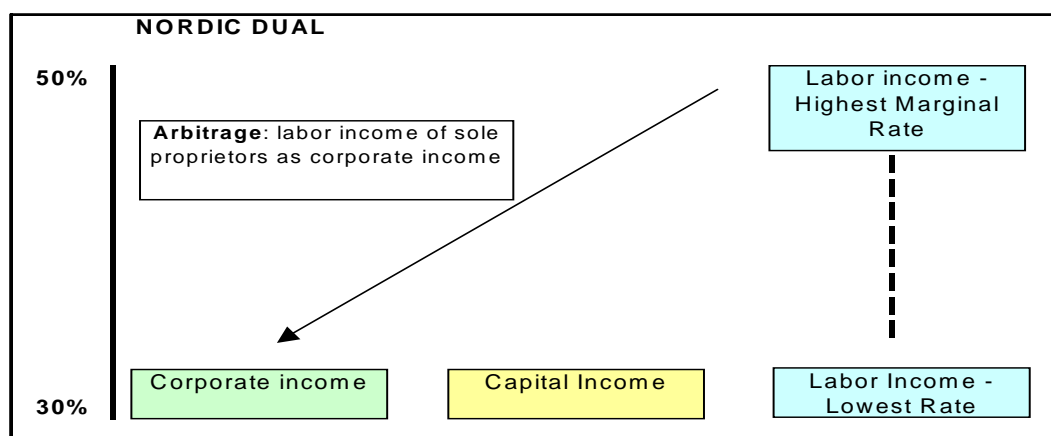 NORDIC DUAL
50%
Labor income -
Highest Marginal
Rate
Arbitrage: labor income of sole
proprietors as corporate income
Corporate income
Capital Income
Labor Income -
Lowest Rate
30%